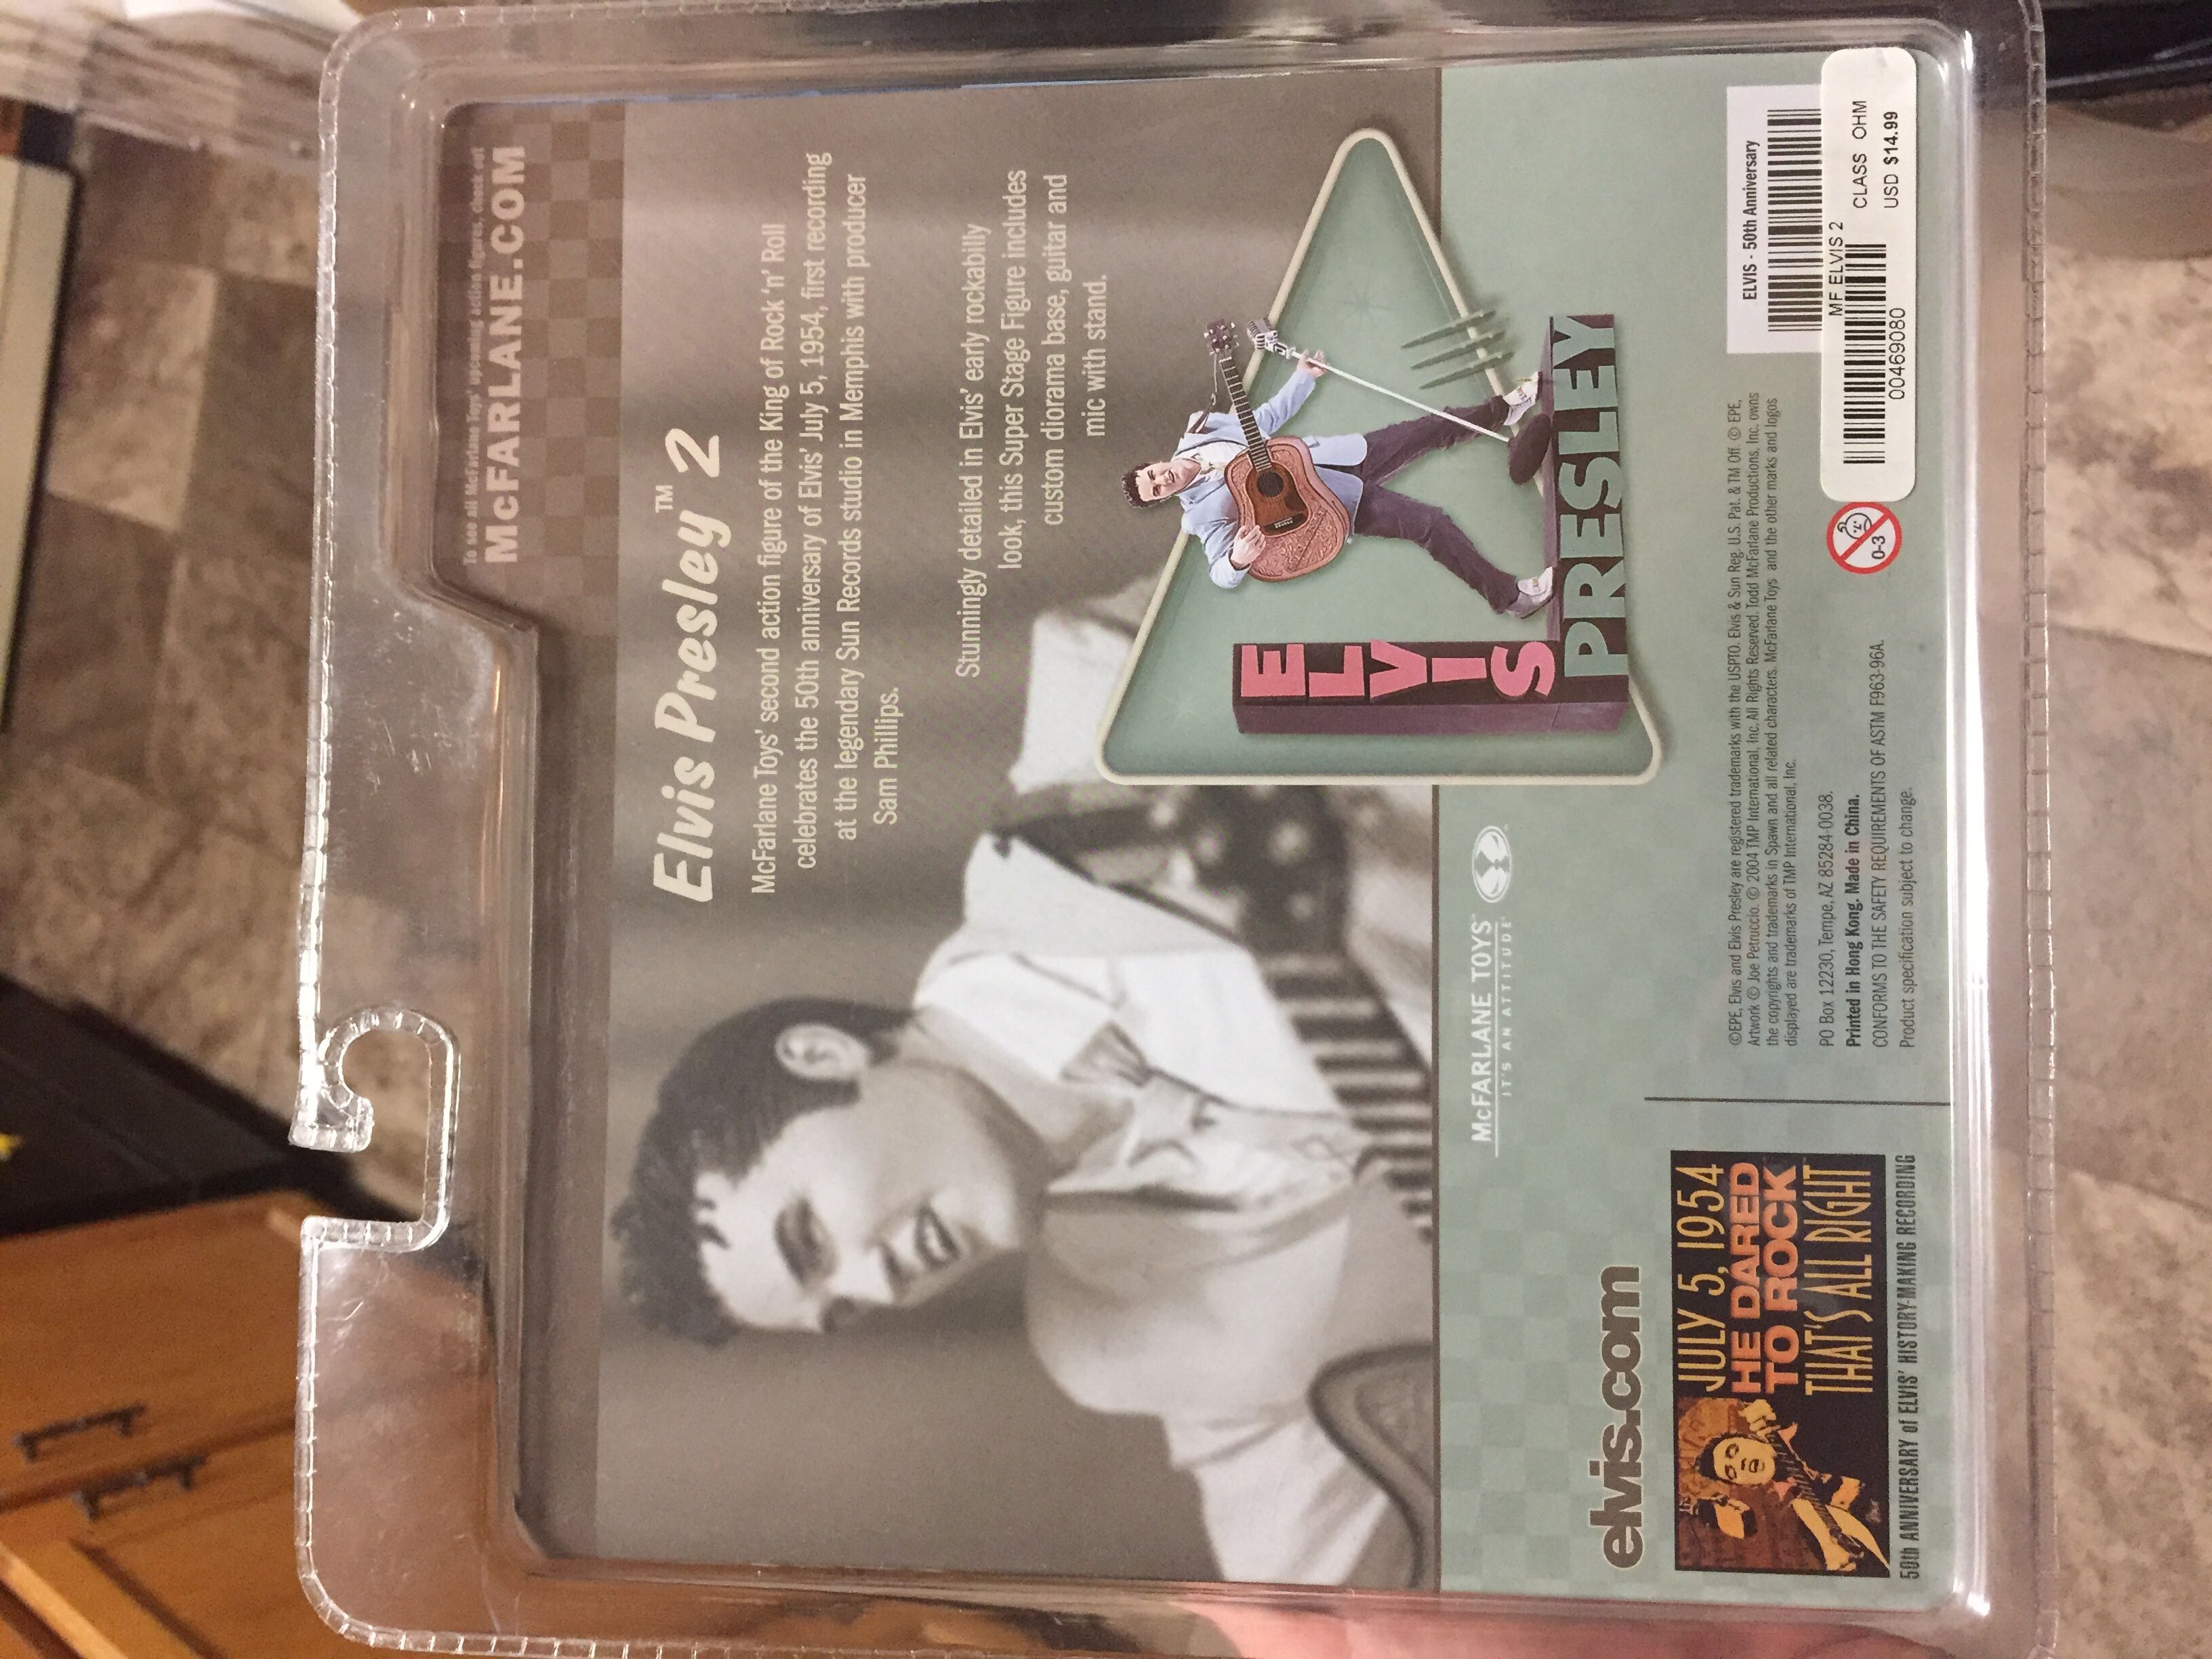 To see all McFarlane Toys' upcoming action figures, check out
McFARLANE.COM
Elvis Presley™ 2
McFarlane Toys' second action figure of the King of Rock 'n' Roll
celebrates the 50th anniversary of Elvis' July 5, 1954, first recording
at the legendary Sun Records studio in Memphis with producer
Sam Phillips.
Stunningly detailed in Elvis' early rockabilly
look, this Super Stage Figure includes
custom diorama base, guitar and
mic with stand.
ELVIS
PRESLEY
McFARLANE TOYS™
IT'S AN ATTITUDE
elvis.com
JULY 5, 1954
HE DARED
TO ROCK
THAT'S ALL RIGHT
50th ANNIVERSARY of ELVIS' HISTORY-MAKING RECORDING
©EPE, Elvis and Elvis Presley are registered trademarks with the USPTO. Elvis & Sun Reg. U.S. Pat. & TM Off. © EPE,
Artwork © Joe Petruccio. © 2004 TMP International, Inc. All Rights Reserved. Todd McFarlane Productions, Inc. owns
the copyrights and trademarks in Spawn and all related characters. McFarlane Toys and the other marks and logos
displayed are trademarks of TMP International, Inc.
PO Box 12230, Tempe, AZ 85284-0038.
Printed in Hong Kong. Made in China.
CONFORMS TO THE SAFETY REQUIREMENTS OF ASTM F963-96A.
Product specification subject to change.
0-3
ELVIS - 50th Anniversary
MF ELVIS 2
00469080
CLASS OHM
USD $14.99